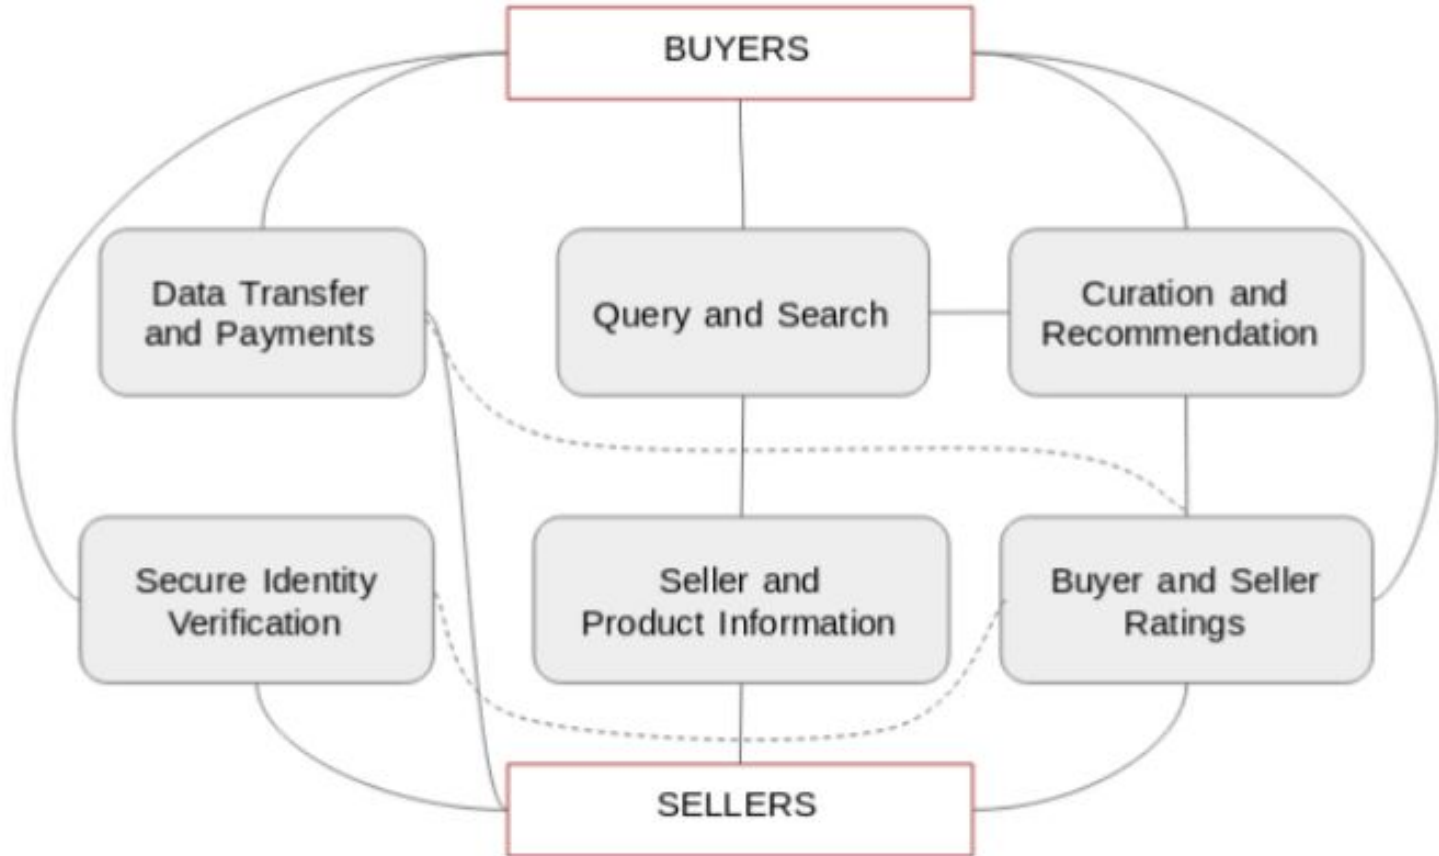 BUYERS
Data Transfer
and Payments
Query and Search
Curation and
Recommendation
Secure Identity
Verification
Seller and
Product Information
Buyer and Seller
Ratings
SELLERS